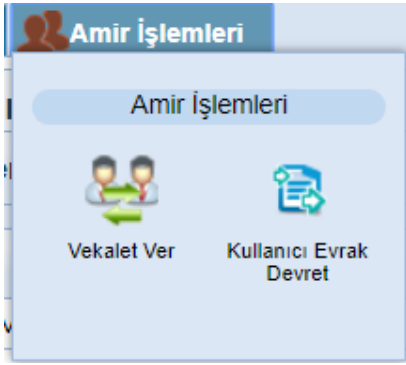 Amir İşlemleri
Amir İşlemleri
Vekalet Ver
Kullanıcı Evrak
Devret